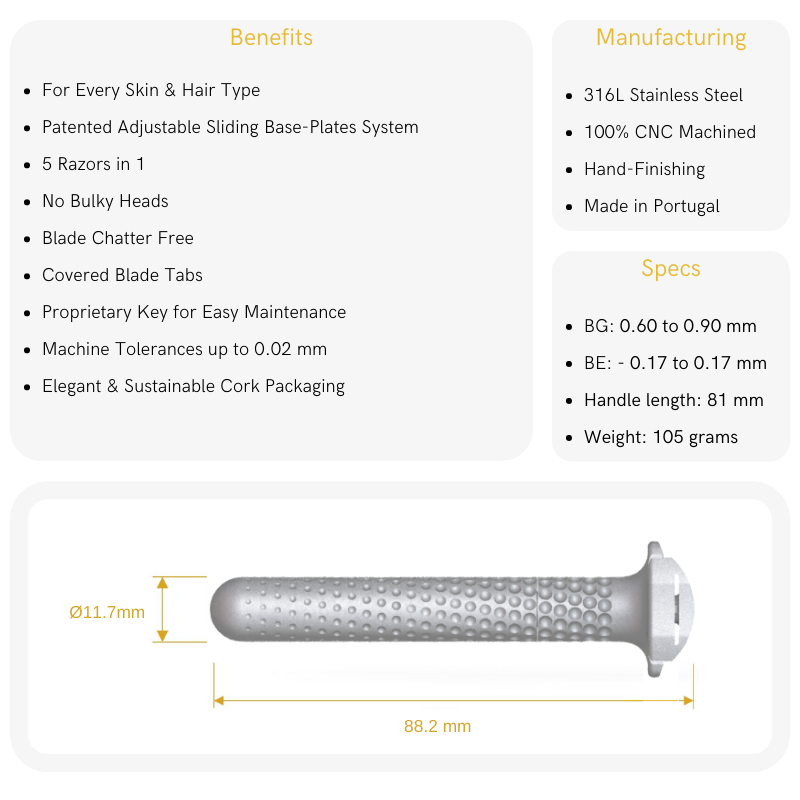 Benefits
For Every Skin & Hair Type
Patented Adjustable Sliding Base-Plates System
5 Razors in 1
No Bulky Heads
Blade Chatter Free
Covered Blade Tabs
Proprietary Key for Easy Maintenance
Machine Tolerances up to 0.02 mm
Elegant & Sustainable Cork Packaging
Manufacturing
316L Stainless Steel
100% CNC Machined
Hand-Finishing
Made in Portugal
Specs
BG: 0.60 to 0.90 mm
BE: - 0.17 to 0.17 mm
Handle length: 81 mm
Weight: 105 grams
Ø11.7mm
88.2 mm